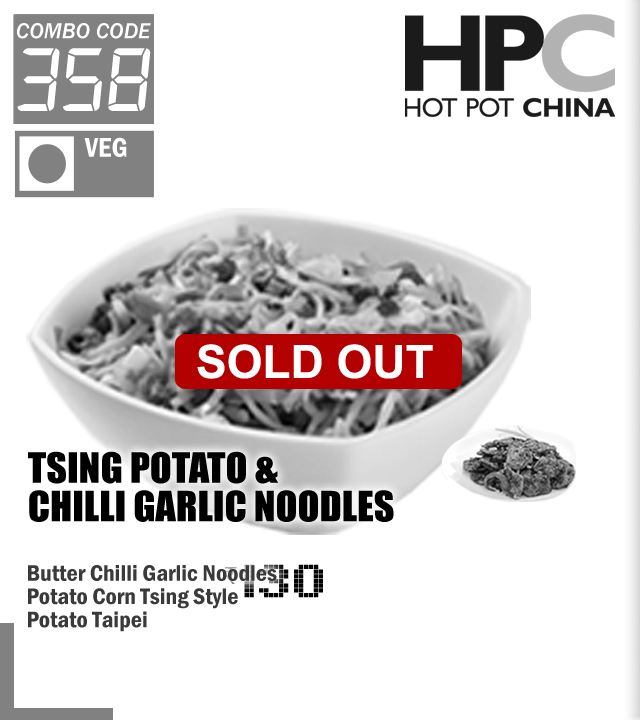 COMBO CODE
358
VEG
HPC
HOT POT CHINA
SOLD OUT
TSING POTATO &
CHILLI GARLIC NOODLES
Butter Chilli Garlic Noodles
₹130
Potato Corn Tsing Style
Potato Taipei